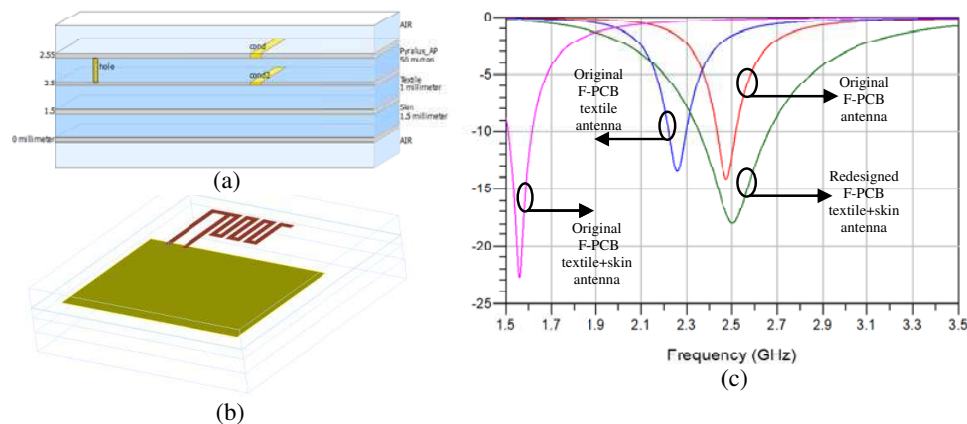 (a)
AIR
cond
2.55
Pyralux_AP
50 micron
hole
cond2
3.8
Textile
1 millimeter
1.5
Skin
1.5 millimeter
0 millimeter
AIR
(b)
0
-5
-10
-15
-20
-25
1.5 1.7 1.9 2.1 2.3 2.5 2.7 2.9 3.1 3.3 3.5
Frequency (GHz)
Original
F-PCB
textile
antenna
Original
F-PCB
antenna
Redesigned
F-PCB
textile+skin
antenna
Original
F-PCB
textile+skin
antenna
(c)